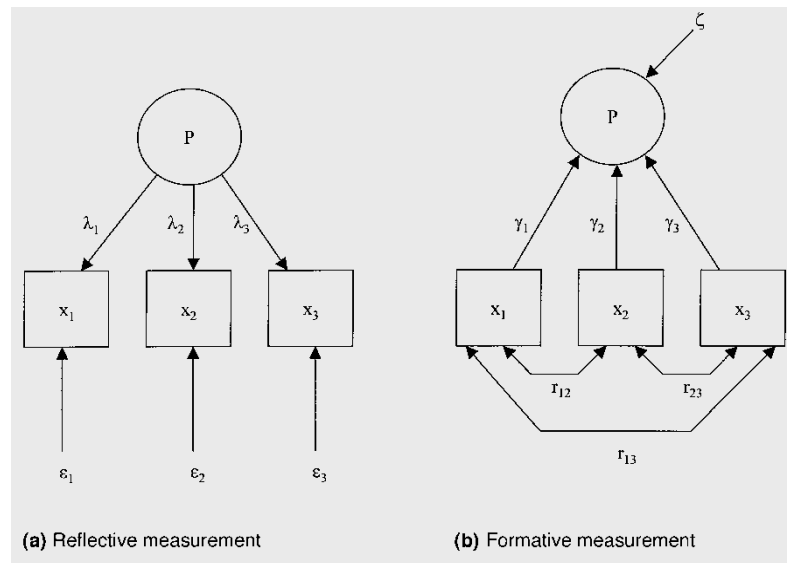 ζ
P
P
λ₁
λ₂
λ₃
γ₁
γ₂
γ₃
x₁
x₂
x₃
x₁
x₂
x₃
r₁₂
r₂₃
r₁₃
ε₁
ε₂
ε₃
(a) Reflective measurement
(b) Formative measurement